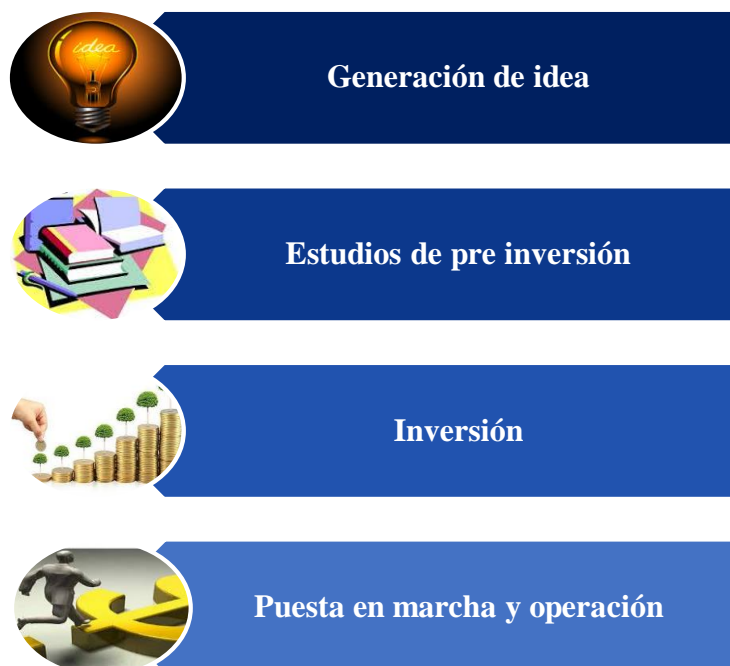 idea
Generación de idea
Estudios de pre inversión
Inversión
Puesta en marcha y operación